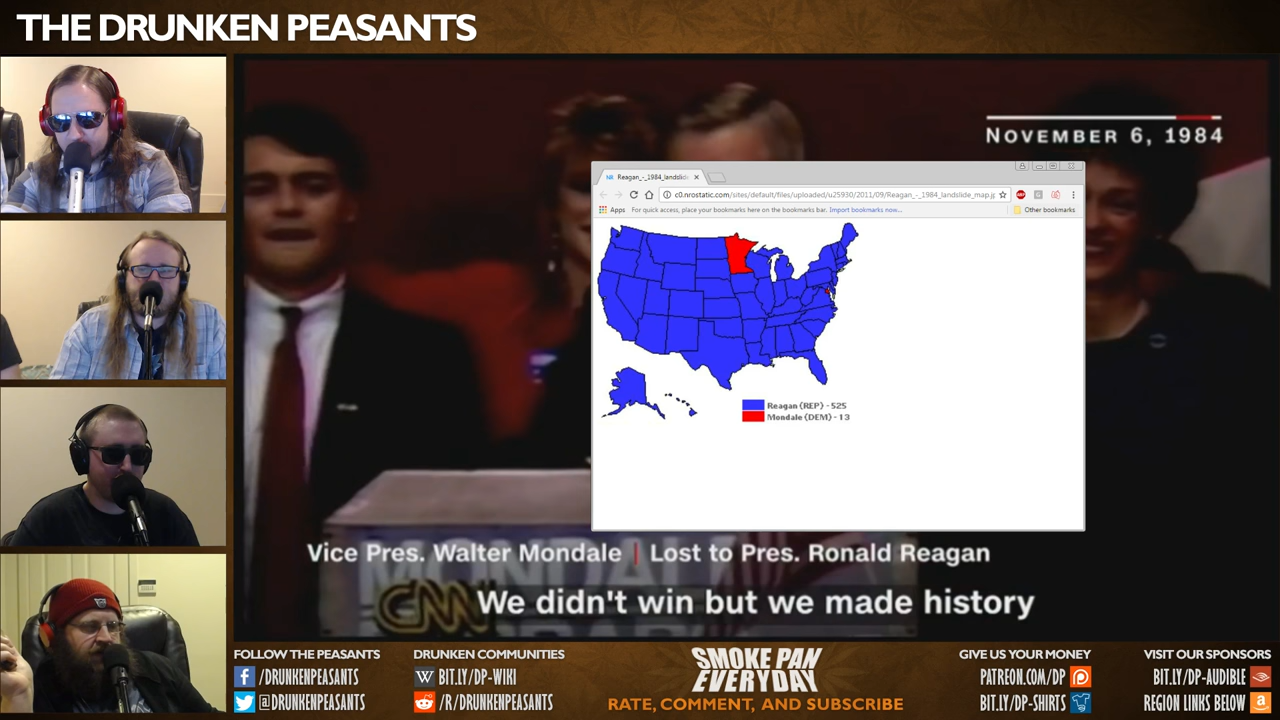 THE DRUNKEN PEASANTS
NOVEMBER 6, 1984
Reagan_-_1984_landslide
c0.nrostatic.com/sites/default/files/uploaded/u25930/2011/09/Reagan_-_1984_landslide_map.j
Apps For quick access, place your bookmarks here on the bookmarks bar. Import bookmarks now... Other bookmarks
Reagan (REP) - 525
Mondale (DEM) - 13
Vice Pres. Walter Mondale | Lost to Pres. Ronald Reagan
CNN
We didn't win but we made history
FOLLOW THE PEASANTS
/DRUNKENPEASANTS
@DRUNKENPEASANTS
DRUNKEN COMMUNITIES
W BIT.LY/DP-WIKI
/R/DRUNKENPEASANTS
SMOKE PAN
EVERYDAY
RATE, COMMENT, AND SUBSCRIBE
GIVE US YOUR MONEY
PATREON.COM/DP
BIT.LY/DP-SHIRTS
VISIT OUR SPONSORS
BIT.LY/DP-AUDIBLE
REGION LINKS BELOW